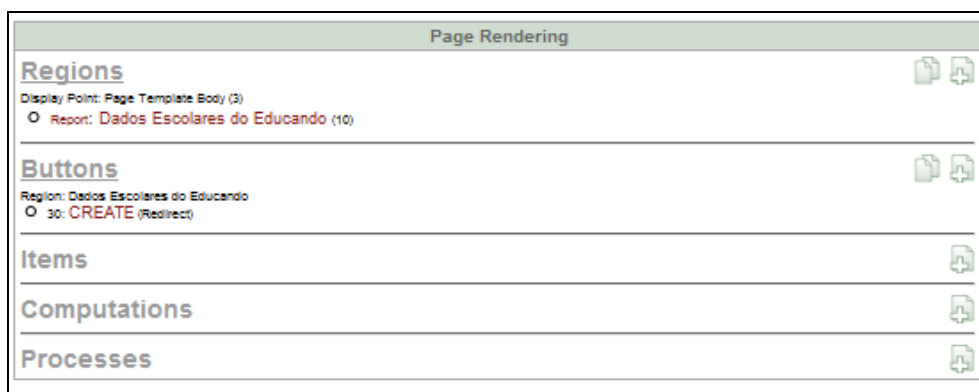 Page Rendering
Regions
Display Point: Page Template Body (3)
Report: Dados Escolares do Educando (10)
Buttons
Region: Dados Escolares do Educando
30: CREATE (Redirect)
Items
Computations
Processes